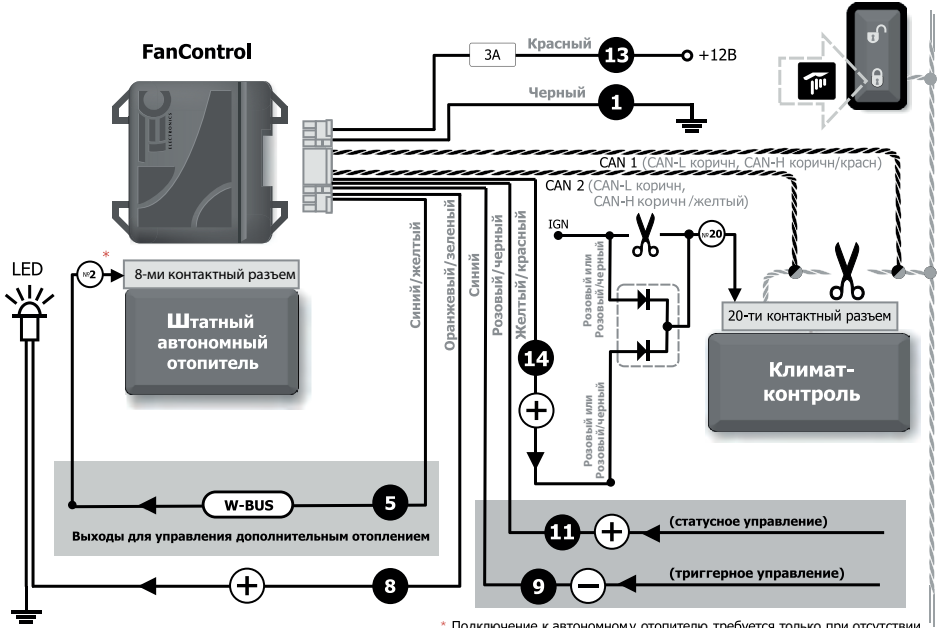 FanControl
3А
Красный
13
+12В
Черный
1
ELECTRONICS
CAN 1 (CAN-L коричн, CAN-H коричн/красн)
CAN 2 (CAN-L коричн,
CAN-H коричн/желтый)
IGN
№20
LED
№2
*
8-ми контактный разъем
Штатный
автономный
отопитель
Синий/желтый
Оранжевый/зеленый
Синий
Розовый/черный
Желтый/красный
Розовый или
Розовый/черный
20-ти контактный разъем
Климат-
контроль
14
Розовый или
Розовый/черный
W-BUS
5
Выходы для управления дополнительным отоплением
11
(статусное управление)
8
9
(триггерное управление)
* Подключение к автономному отопителю требуется только при отсутствии